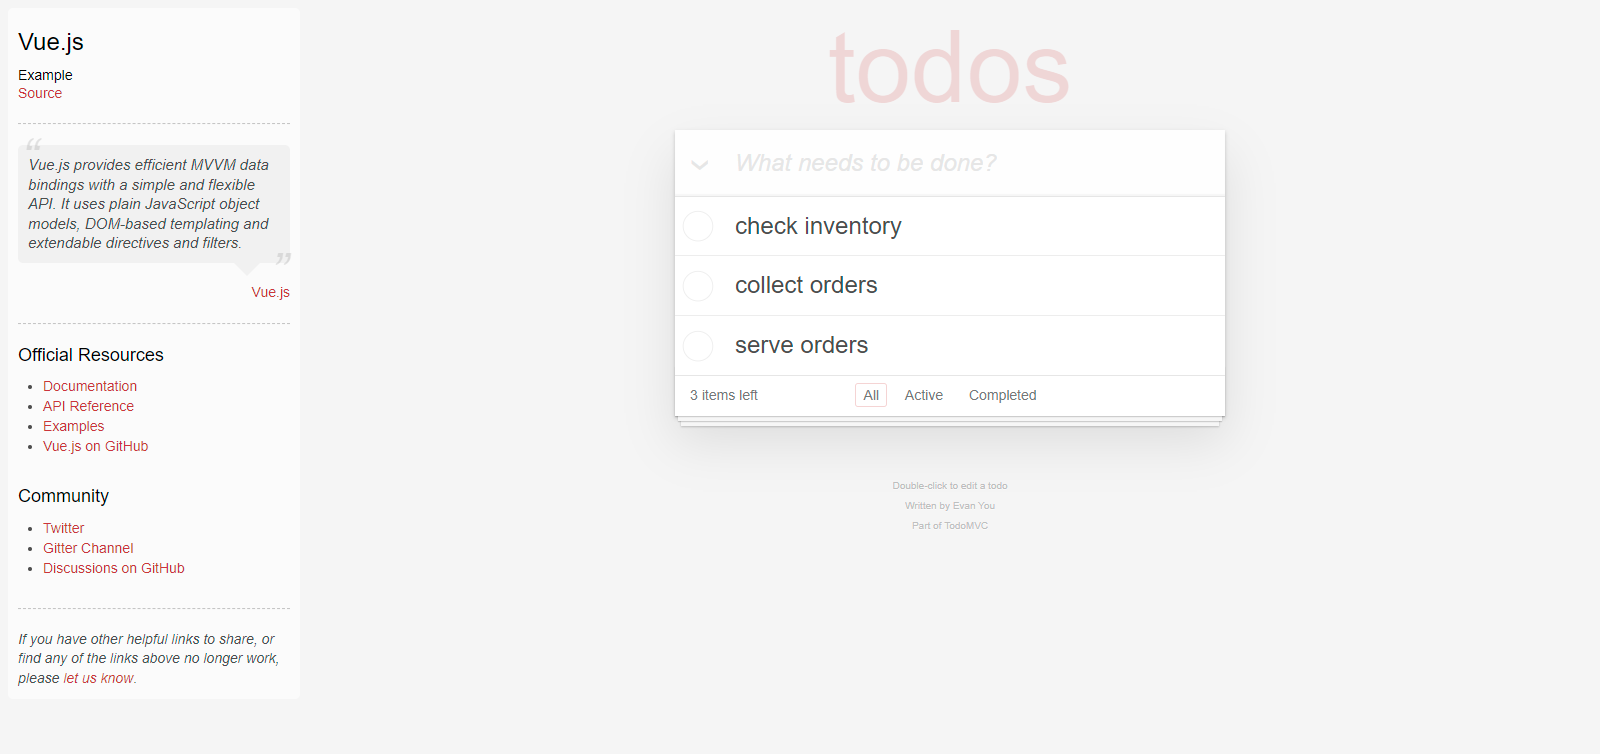 Vue.js
Example
Source
“
Vue.js provides efficient MVVM data
bindings with a simple and flexible
API. It uses plain JavaScript object
models, DOM-based templating and
extendable directives and filters.
”
Vue.js
Official Resources
• Documentation
• API Reference
• Examples
• Vue.js on GitHub
Community
• Twitter
• Gitter Channel
• Discussions on GitHub
If you have other helpful links to share, or
find any of the links above no longer work,
please let us know.
todos
What needs to be done?
check inventory
collect orders
serve orders
3 items left All Active Completed
Double-click to edit a todo
Written by Evan You
Part of TodoMVC